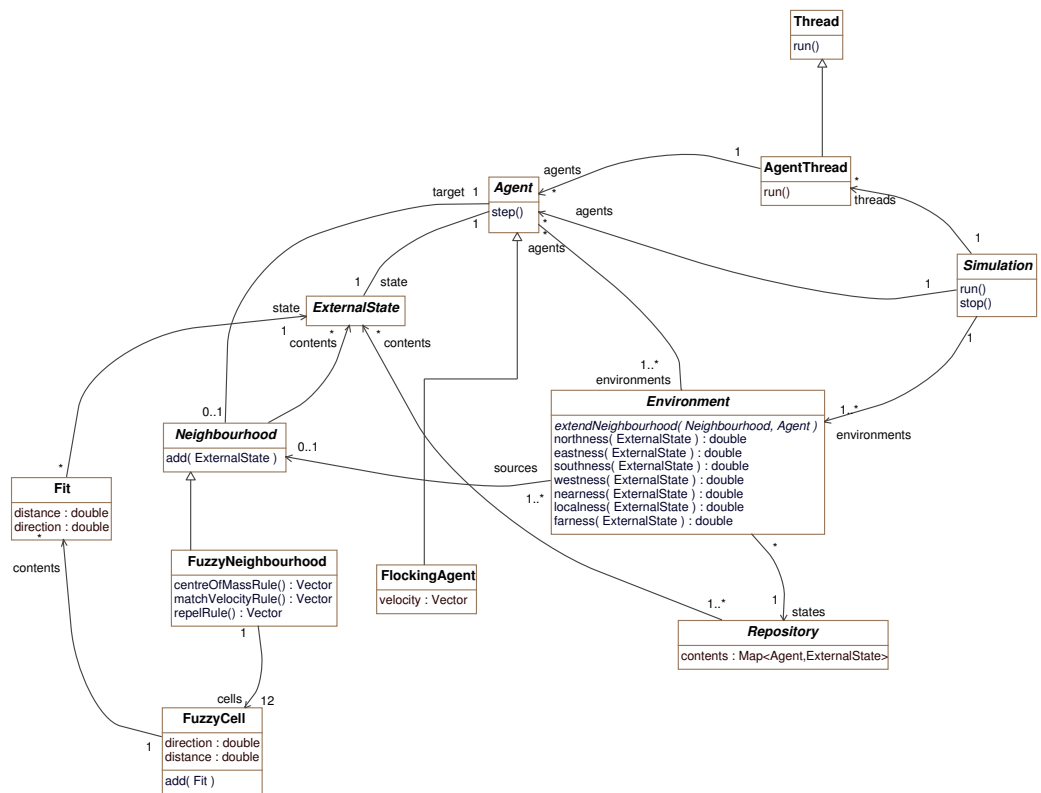 Thread
run()
AgentThread
run()
1
agents
*
*
threads
1
Simulation
run()
stop()
1
1
agents
Agent
step()
target 1
1
*
*
agents
1 state
ExternalState
state
1
*
contents
*
contents
1..*
environments
1..*
environments
Environment
extendNeighbourhood( Neighbourhood, Agent )
northness( ExternalState ) : double
eastness( ExternalState ) : double
southness( ExternalState ) : double
westness( ExternalState ) : double
nearness( ExternalState ) : double
localness( ExternalState ) : double
farness( ExternalState ) : double
0..1
Neighbourhood
add( ExternalState )
0..1
sources
1..*
*
Fit
distance : double
direction : double
*
contents
FuzzyNeighbourhood
centreOfMassRule() : Vector
matchVelocityRule() : Vector
repelRule() : Vector
1
FlockingAgent
velocity : Vector
*
1
states
1..*
Repository
contents : Map<Agent,ExternalState>
cells 12
FuzzyCell
direction : double
distance : double
add( Fit )
1